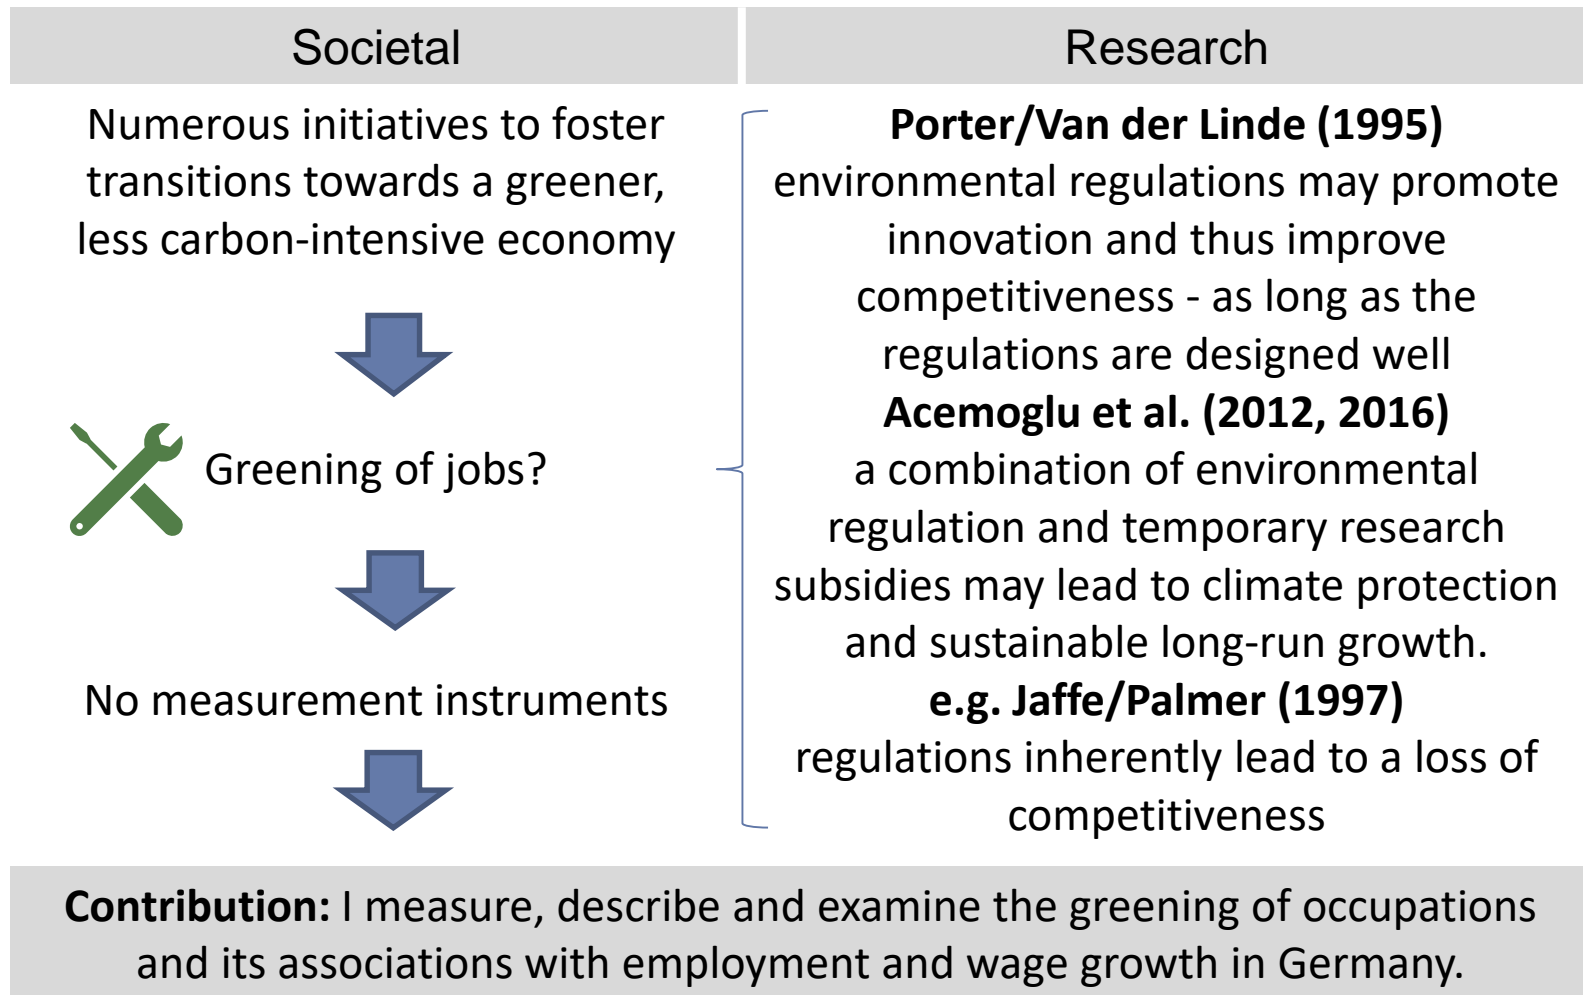 Societal
Numerous initiatives to foster
transitions towards a greener,
less carbon-intensive economy
Greening of jobs?
No measurement instruments
Research
Porter/Van der Linde (1995)
environmental regulations may promote
innovation and thus improve
competitiveness - as long as the
regulations are designed well
Acemoglu et al. (2012, 2016)
a combination of environmental
regulation and temporary research
subsidies may lead to climate protection
and sustainable long-run growth.
e.g. Jaffe/Palmer (1997)
regulations inherently lead to a loss of
competitiveness
Contribution: I measure, describe and examine the greening of occupations
and its associations with employment and wage growth in Germany.